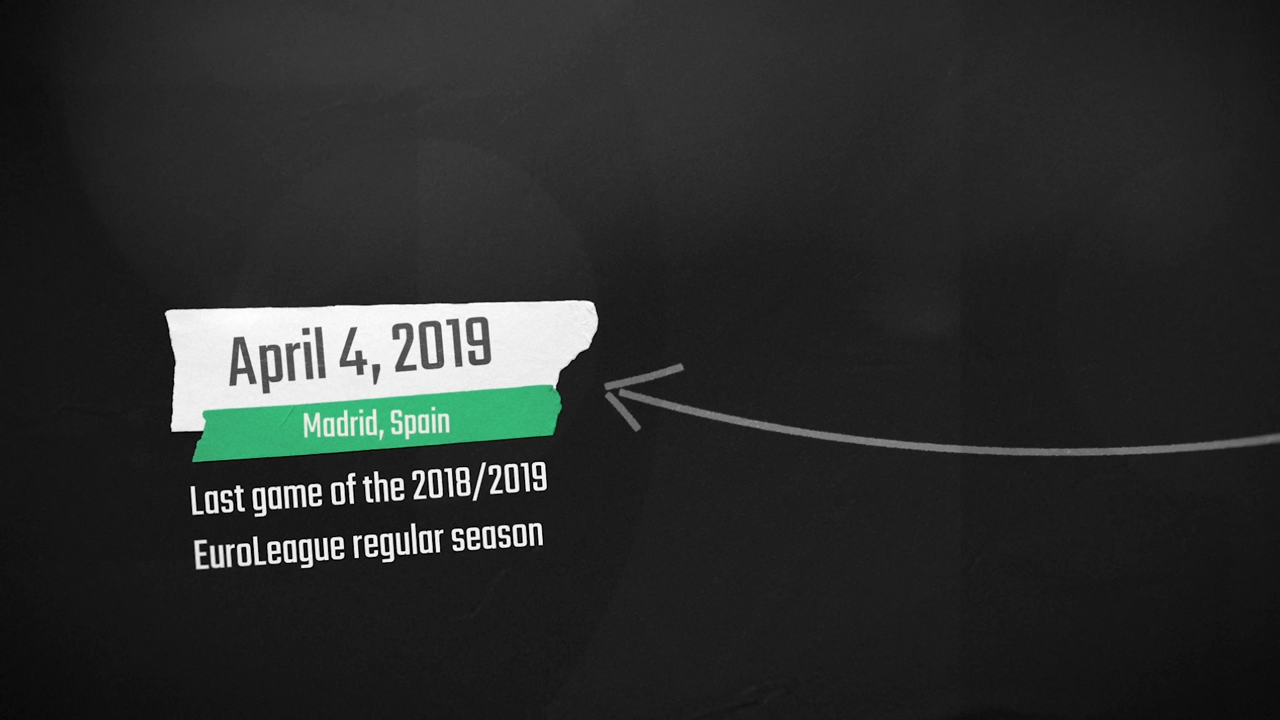 April 4, 2019
Madrid, Spain
Last game of the 2018/2019
EuroLeague regular season